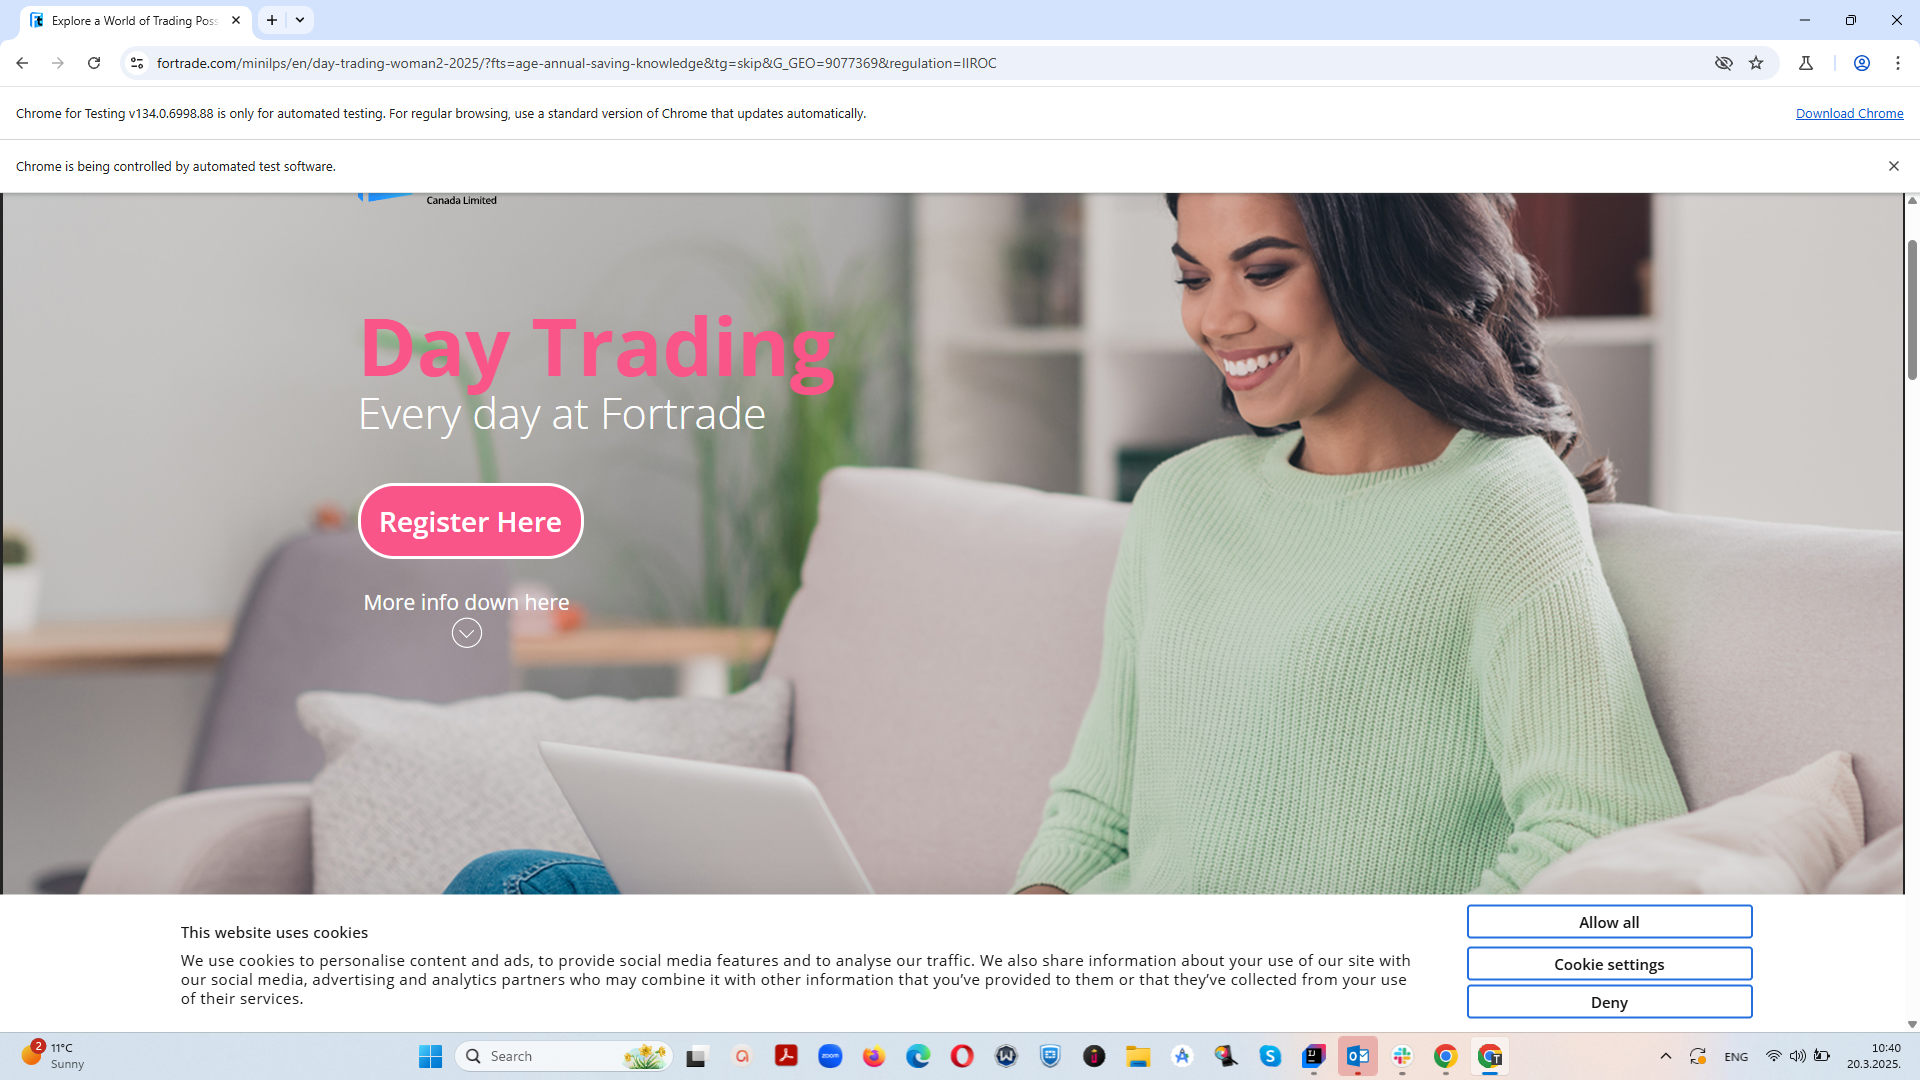 Explore a World of Trading Poss
fortrade.com/minilps/en/day-trading-woman2-2025/?fts=age-annual-saving-knowledge&tg=skip&G_GEO=9077369&regulation=IIROC
Chrome for Testing v134.0.6998.88 is only for automated testing. For regular browsing, use a standard version of Chrome that updates automatically.
Download Chrome
Chrome is being controlled by automated test software.
Canada Limited
Day Trading
Every day at Fortrade
Register Here
More info down here
This website uses cookies
We use cookies to personalise content and ads, to provide social media features and to analyse our traffic. We also share information about your use of our site with
our social media, advertising and analytics partners who may combine it with other information that you’ve provided to them or that they’ve collected from your use
of their services.
Allow all
Cookie settings
Deny
2
11°C
Sunny
Search
zoom
ENG
10:40
20.3.2025.